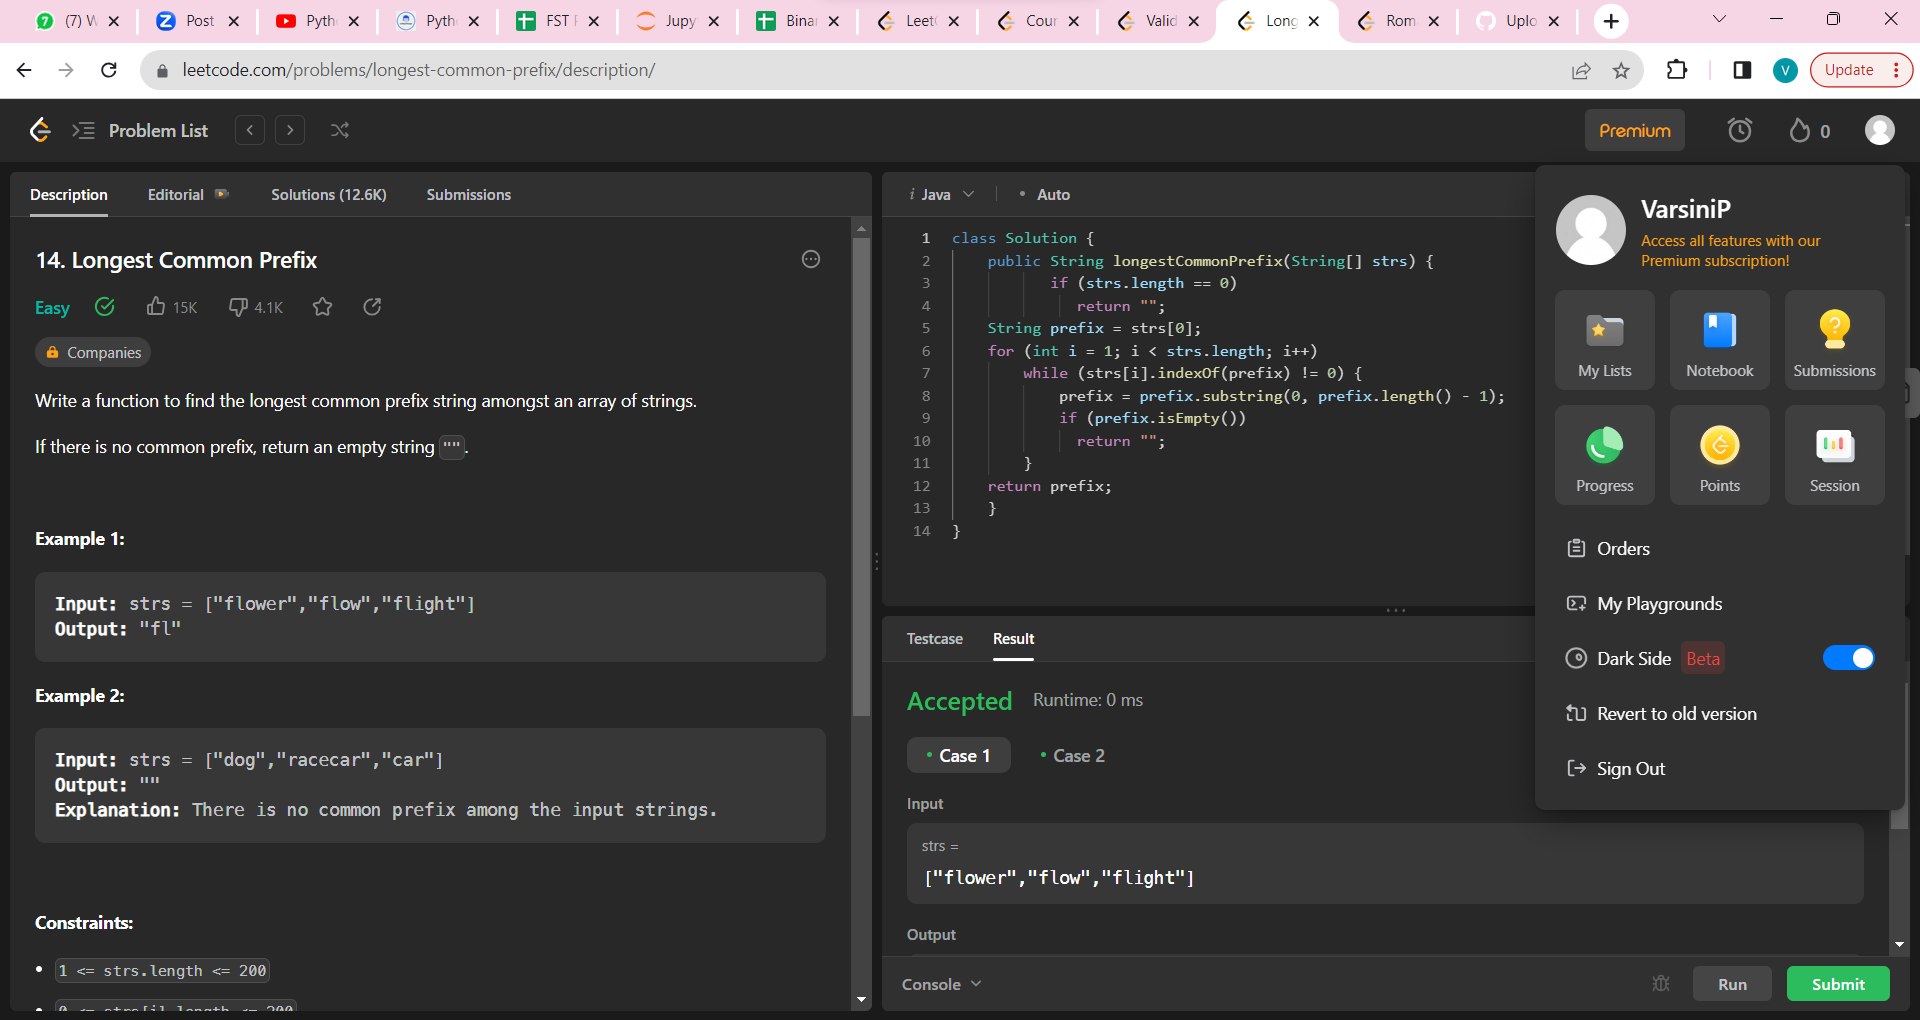 (7) W
Post
Pyth
Pyth
FST F
Jupy
Bina
Leet
Cour
Valid
Long
Rom
Uplo
leetcode.com/problems/longest-common-prefix/description/
V
Update
Problem List
Premium
0
Description
Editorial
Solutions (12.6K)
Submissions
14. Longest Common Prefix
Easy
15K
4.1K
Companies
Write a function to find the longest common prefix string amongst an array of strings.
If there is no common prefix, return an empty string "".
Example 1:
Input: strs = ["flower","flow","flight"]
Output: "fl"
Example 2:
Input: strs = ["dog","racecar","car"]
Output: ""
Explanation: There is no common prefix among the input strings.
Constraints:
• 1 <= strs.length <= 200
• 0 <= strs[i].length <= 200
i Java
• Auto
1 class Solution {
2 public String longestCommonPrefix(String[] strs) {
3 if (strs.length == 0)
4 return "";
5 String prefix = strs[0];
6 for (int i = 1; i < strs.length; i++)
7 while (strs[i].indexOf(prefix) != 0) {
8 prefix = prefix.substring(0, prefix.length() - 1);
9 if (prefix.isEmpty())
10 return "";
11 }
12 return prefix;
13 }
14 }
Testcase
Result
Accepted
Runtime: 0 ms
• Case 1
• Case 2
Input
strs =
["flower","flow","flight"]
Output
Console
Run
Submit
VarsiniP
Access all features with our
Premium subscription!
My Lists
Notebook
Submissions
Progress
Points
Session
Orders
My Playgrounds
Dark Side Beta
Revert to old version
Sign Out